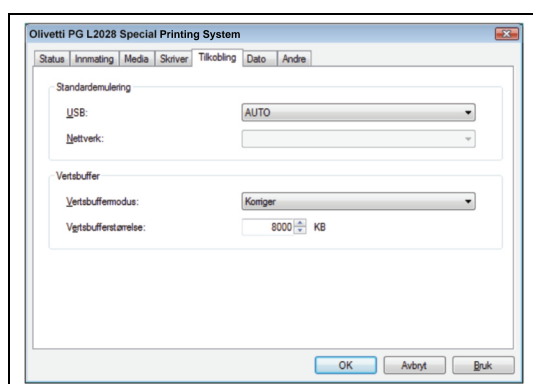 Olivetti PG L2028 Special Printing System
Status Innmating Media Skriver Tilkobling Dato Andre
Standardemulering
USB: AUTO
Nettverk:
Vertsbuffer
Vertsbuffermodus: Korriger
Vertsbufferstørrelse: 8000 KB
OK Avbryt Bruk